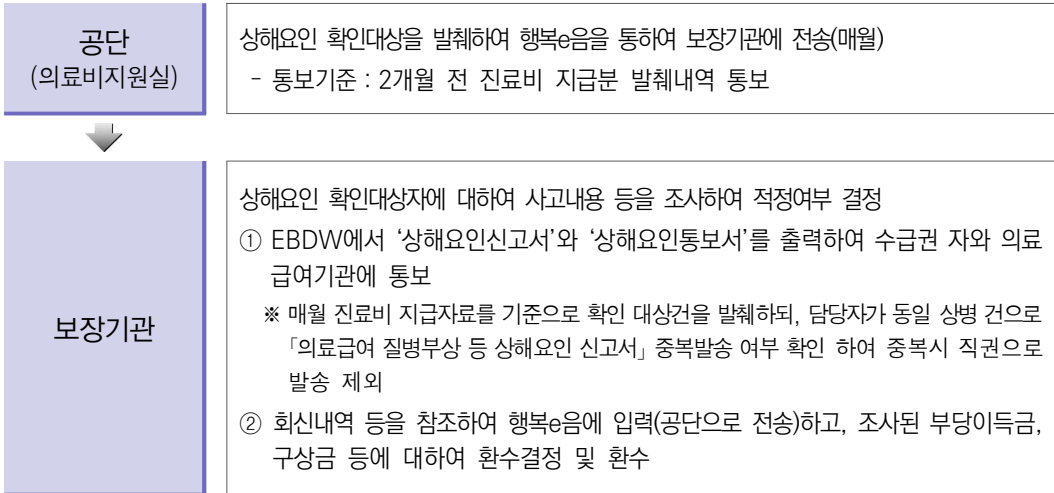 공단
(의료비지원실)
상해요인 확인대상을 발췌하여 행복e음을 통하여 보장기관에 전송(매월)
- 통보기준 : 2개월 전 진료비 지급분 발췌내역 통보
보장기관
상해요인 확인대상자에 대하여 사고내용 등을 조사하여 적정여부 결정
① EBDW에서 ‘상해요인신고서’와 ‘상해요인통보서’를 출력하여 수급권 자와 의료
급여기관에 통보
※ 매월 진료비 지급자료를 기준으로 확인 대상건을 발췌하되, 담당자가 동일 상병 건으로
「의료급여 질병부상 등 상해요인 신고서」 중복발송 여부 확인 하여 중복시 직권으로
발송 제외
② 회신내역 등을 참조하여 행복e음에 입력(공단으로 전송)하고, 조사된 부당이득금,
구상금 등에 대하여 환수결정 및 환수